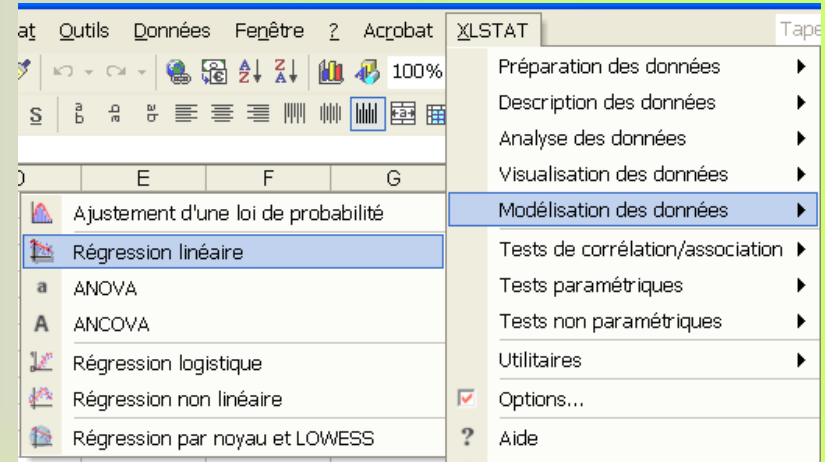 at Outils Données Fenêtre ? Acrobat XLSTAT Tape
100%
S
E F G
Préparation des données
Description des données
Analyse des données
Visualisation des données
Modélisation des données
Tests de corrélation/association
Tests paramétriques
Tests non paramétriques
Utilitaires
Options...
? Aide
Ajustement d'une loi de probabilité
Régression linéaire
a ANOVA
A ANCOVA
Régression logistique
Régression non linéaire
Régression par noyau et LOWESS